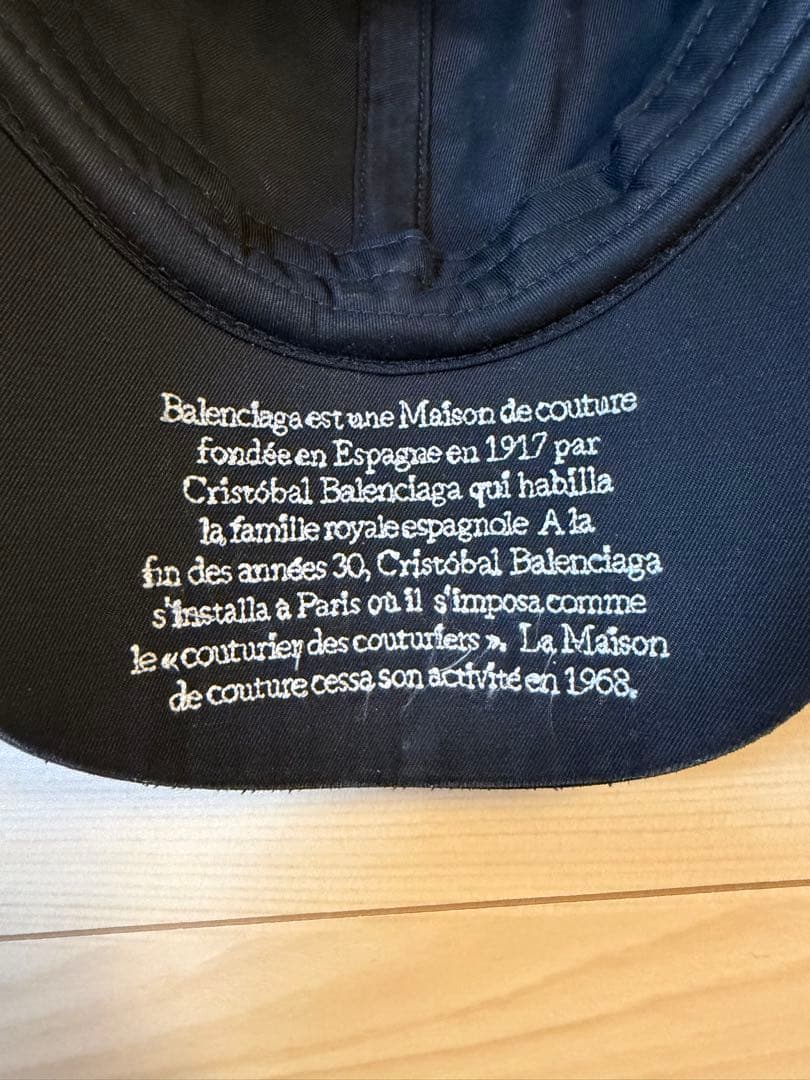 Balenciaga est une Maison de couture
fondée en Espagne en 1917 par
Cristóbal Balenciaga qui habilla
la famille royale espagnole A la
fin des années 30, Cristóbal Balenciaga
s'installa à Paris où il s'imposa comme
le « couturier des couturiers ». La Maison
de couture cessa son activité en 1968.